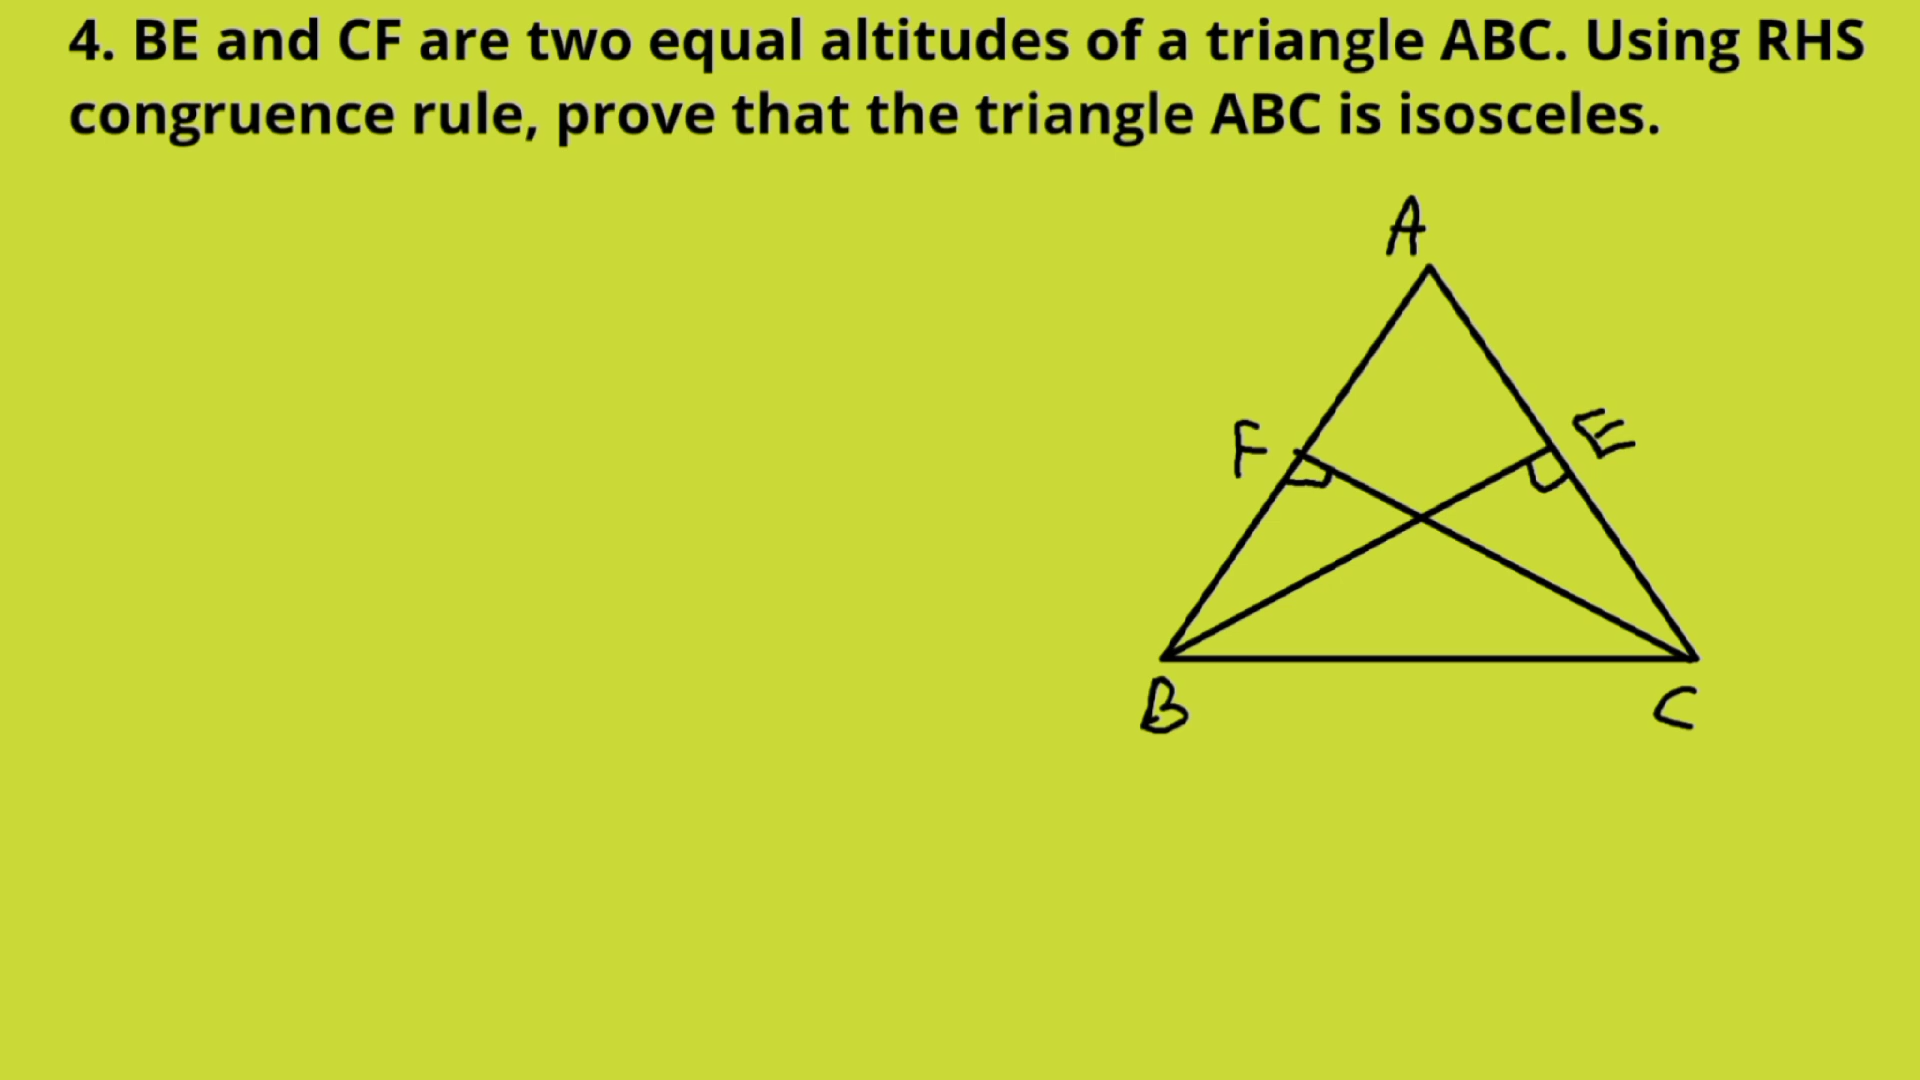 4. BE and CF are two equal altitudes of a triangle ABC. Using RHS
congruence rule, prove that the triangle ABC is isosceles.
A
F
E
B
C